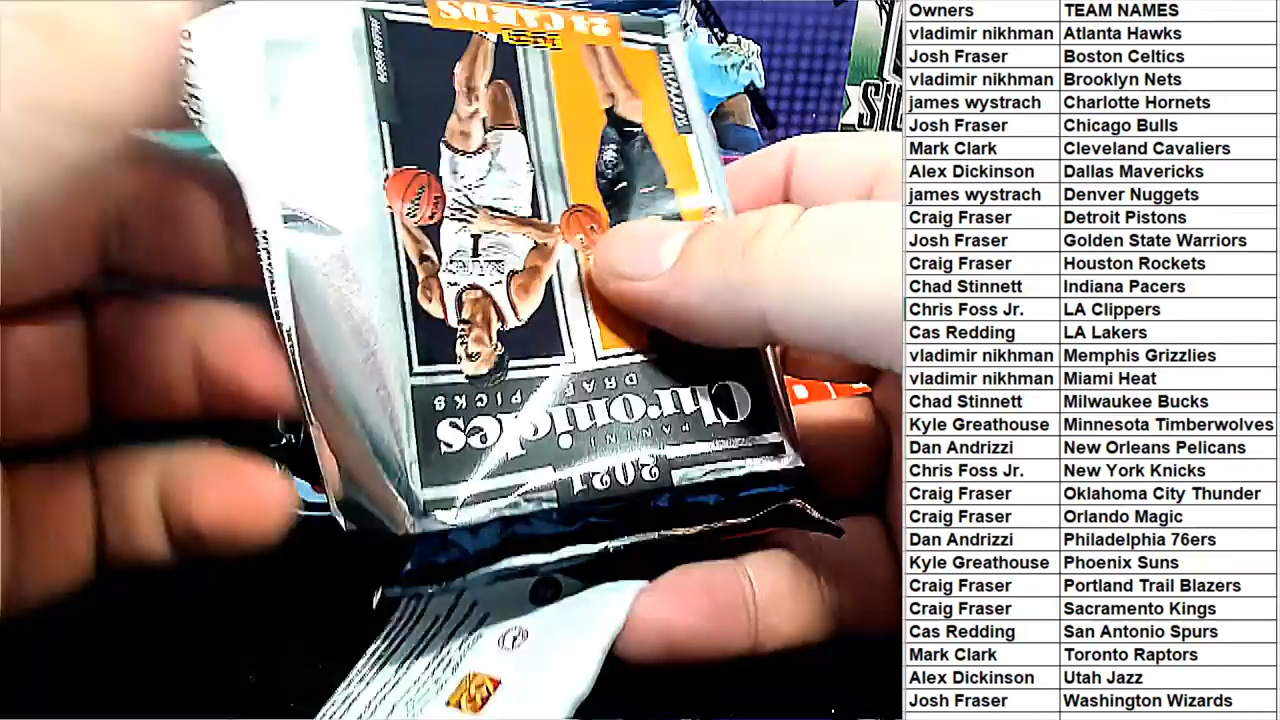 Owners TEAM NAMES
vladimir nikhman Atlanta Hawks
Josh Fraser Boston Celtics
vladimir nikhman Brooklyn Nets
james wystrach Charlotte Hornets
Josh Fraser Chicago Bulls
Mark Clark Cleveland Cavaliers
Alex Dickinson Dallas Mavericks
james wystrach Denver Nuggets
Craig Fraser Detroit Pistons
Josh Fraser Golden State Warriors
Craig Fraser Houston Rockets
Chad Stinnett Indiana Pacers
Chris Foss Jr. LA Clippers
Cas Redding LA Lakers
vladimir nikhman Memphis Grizzlies
vladimir nikhman Miami Heat
Chad Stinnett Milwaukee Bucks
Kyle Greathouse Minnesota Timberwolves
Dan Andrizzi New Orleans Pelicans
Chris Foss Jr. New York Knicks
Craig Fraser Oklahoma City Thunder
Craig Fraser Orlando Magic
Dan Andrizzi Philadelphia 76ers
Kyle Greathouse Phoenix Suns
Craig Fraser Portland Trail Blazers
Craig Fraser Sacramento Kings
Cas Redding San Antonio Spurs
Mark Clark Toronto Raptors
Alex Dickinson Utah Jazz
Josh Fraser Washington Wizards
2021
PANINI
Chronicles
DRAFT PICKS
1
24 CARDS